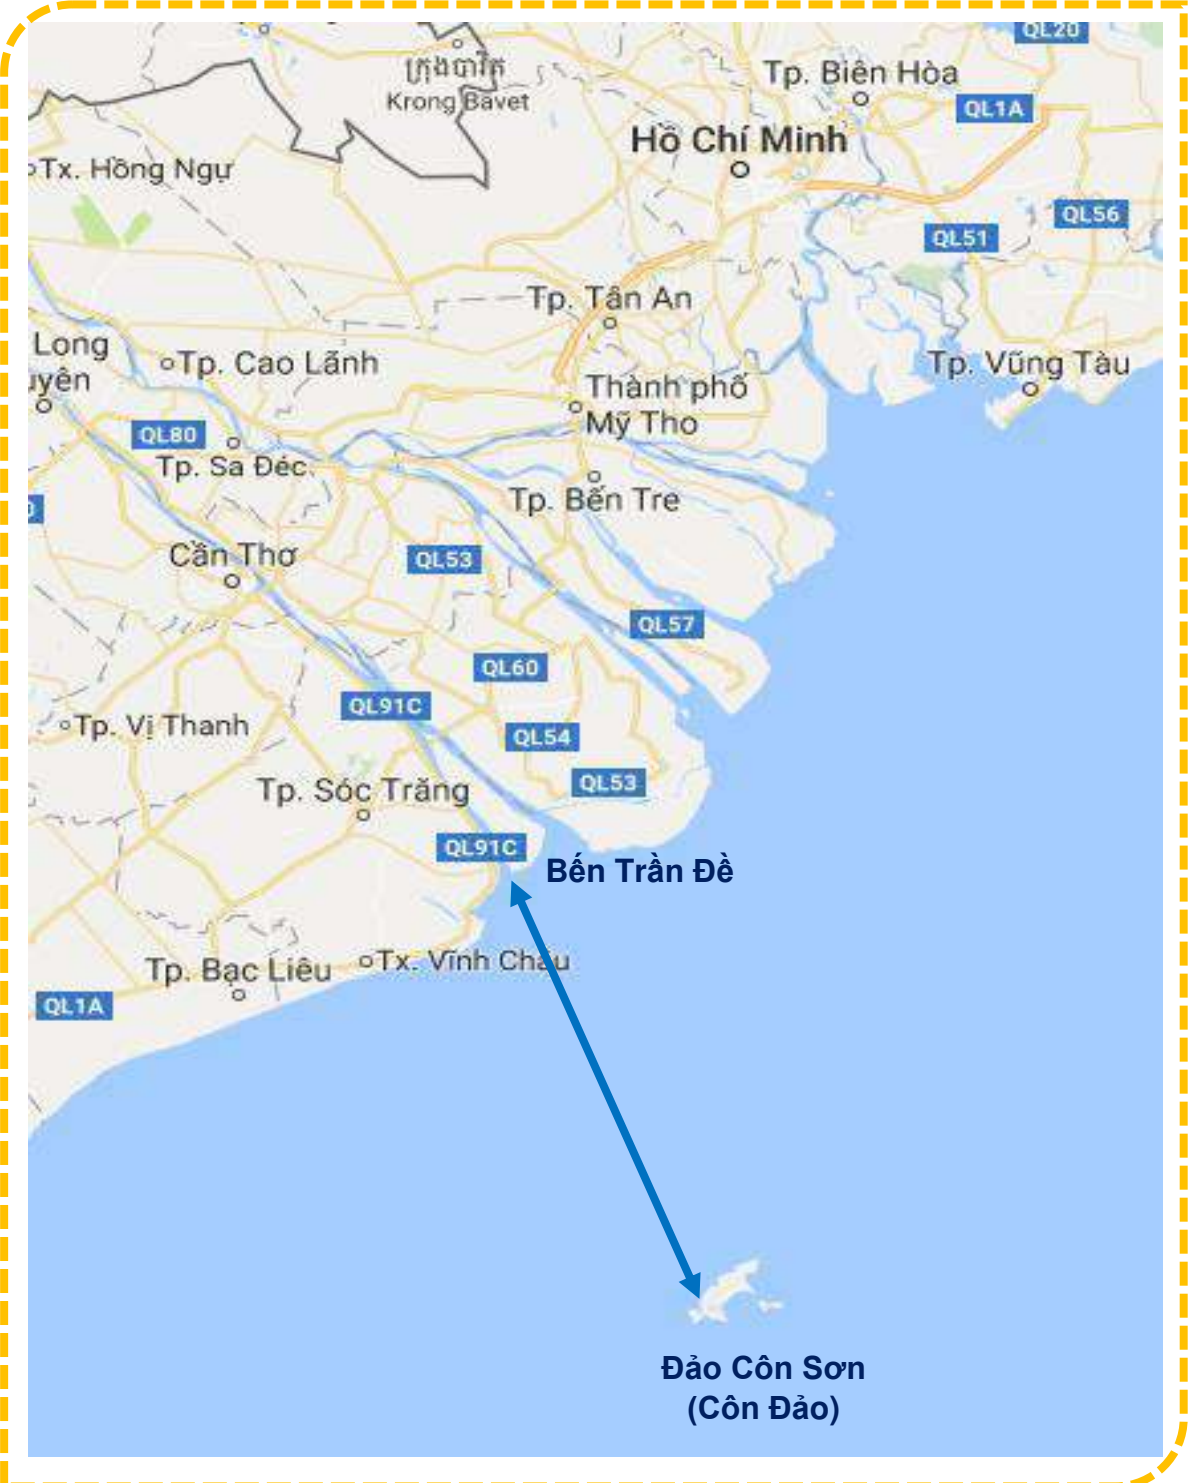 QL20
ក្រុងបាវិត
Krong Bavet
Tp. Biên Hòa
QL1A
Hồ Chí Minh
Tx. Hồng Ngự
QL56
QL51
Tp. Tân An
Long
uyên
Tp. Cao Lãnh
Tp. Vũng Tàu
Thành phố
Mỹ Tho
QL80
Tp. Sa Đéc
Tp. Bến Tre
Cần Thơ
QL53
QL57
QL60
QL91C
Tp. Vị Thanh
QL54
QL53
Tp. Sóc Trăng
QL91C
Bến Trần Đề
Tp. Bạc Liêu
Tx. Vĩnh Châu
QL1A
Đảo Côn Sơn
(Côn Đảo)